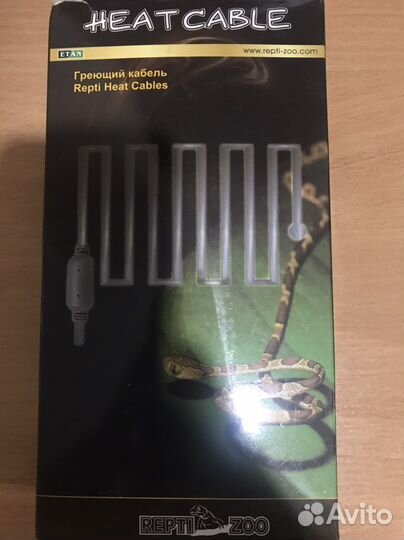 HEAT CABLE
ETAN
www.repti-zoo.com
Греющий кабель
Repti Heat Cables
REPTI ZOO
Avito